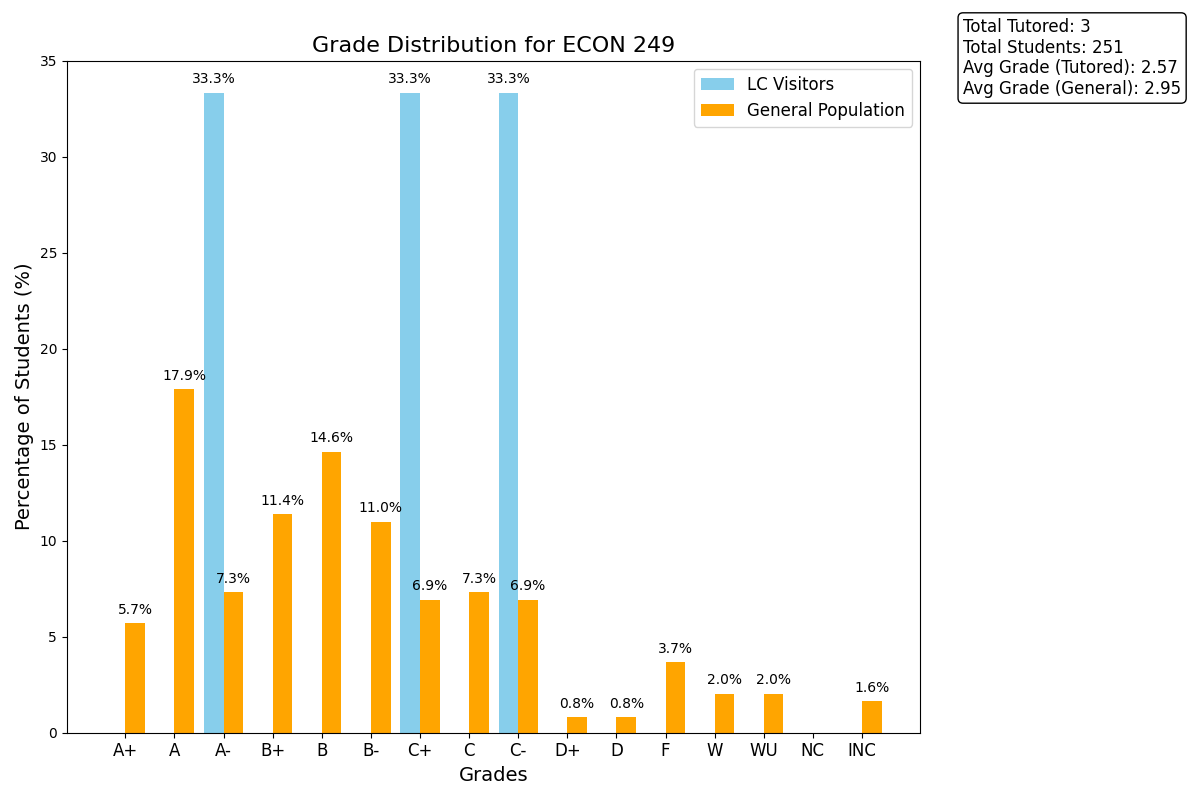 Grade Distribution for ECON 249
Total Tutored: 3
Total Students: 251
Avg Grade (Tutored): 2.57
Avg Grade (General): 2.95
LC Visitors
General Population
Percentage of Students (%)
35
30
25
20
15
10
5
0
33.3%
33.3%
33.3%
5.7%
17.9%
7.3%
11.4%
14.6%
11.0%
6.9%
7.3%
6.9%
0.8%
0.8%
3.7%
2.0%
2.0%
1.6%
A+ A A- B+ B B- C+ C C- D+ D F W WU NC INC
Grades